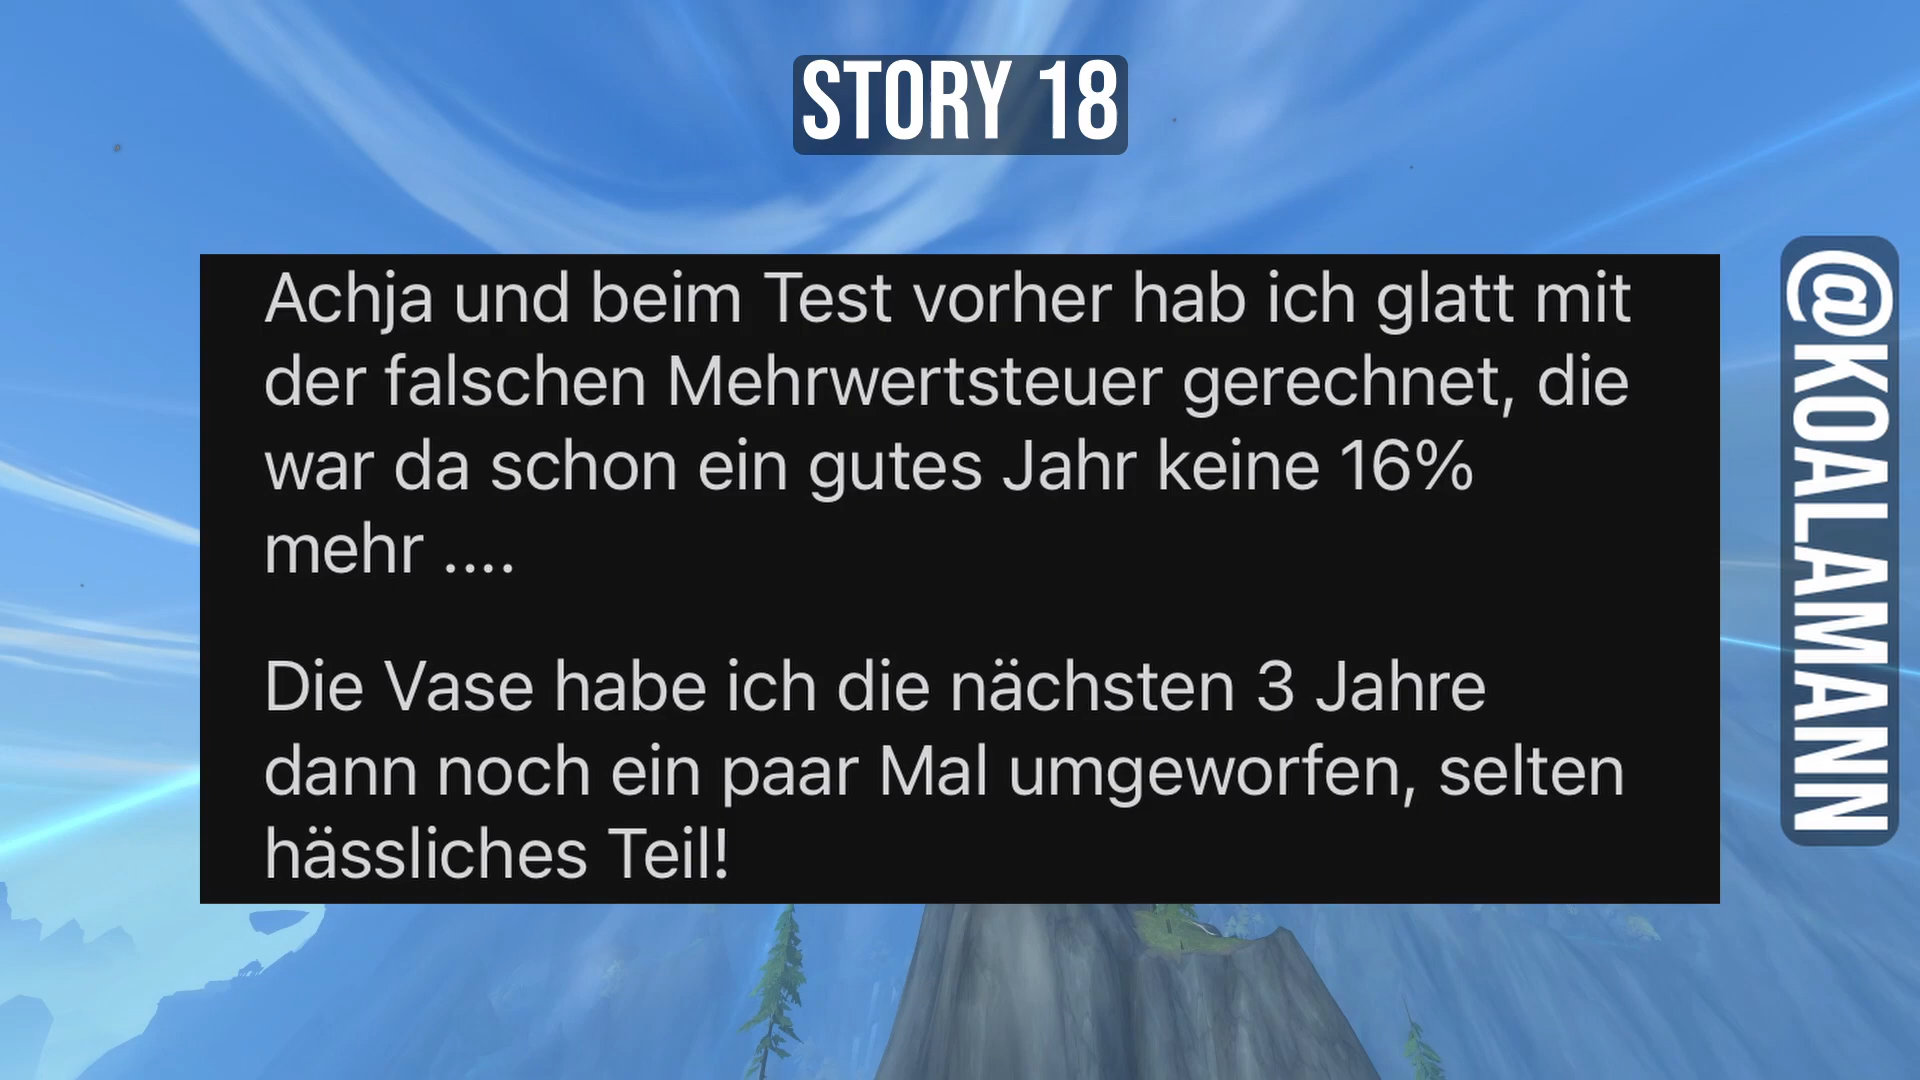 STORY 18
Achja und beim Test vorher hab ich glatt mit
der falschen Mehrwertsteuer gerechnet, die
war da schon ein gutes Jahr keine 16%
mehr ....
Die Vase habe ich die nächsten 3 Jahre
dann noch ein paar Mal umgeworfen, selten
hässliches Teil!
@KOALAMANN